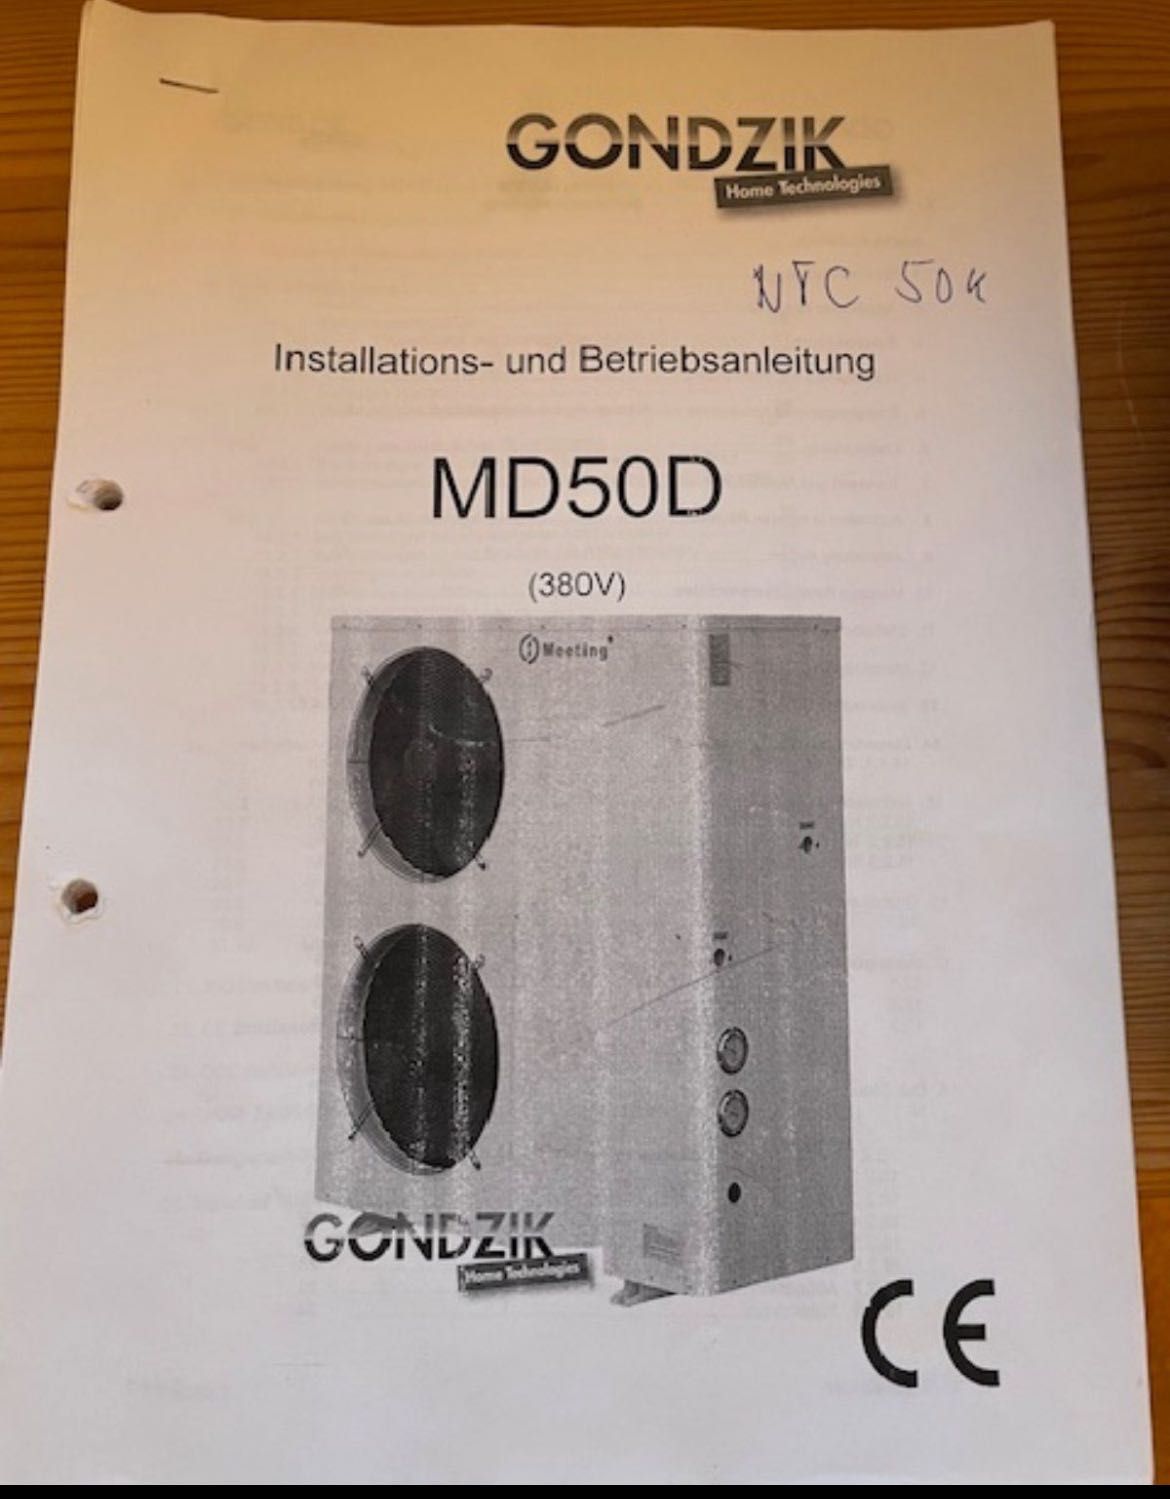 GONDZIK
Home Technologies
NTC 50K
Installations- und Betriebsanleitung
MD50D
(380V)
Meeting
GONDZIK
Home Technologies
CE